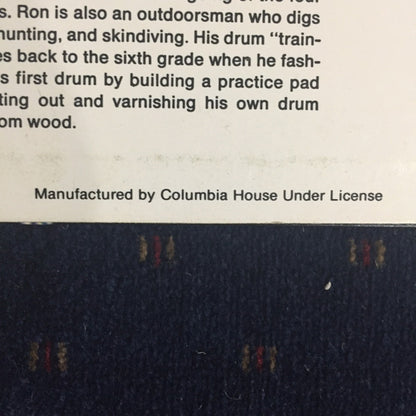 s. Ron is also an outdoorsman who digs
hunting, and skindiving. His drum “train-
es back to the sixth grade when he fash-
s first drum by building a practice pad
ting out and varnishing his own drum
om wood.
Manufactured by Columbia House Under License